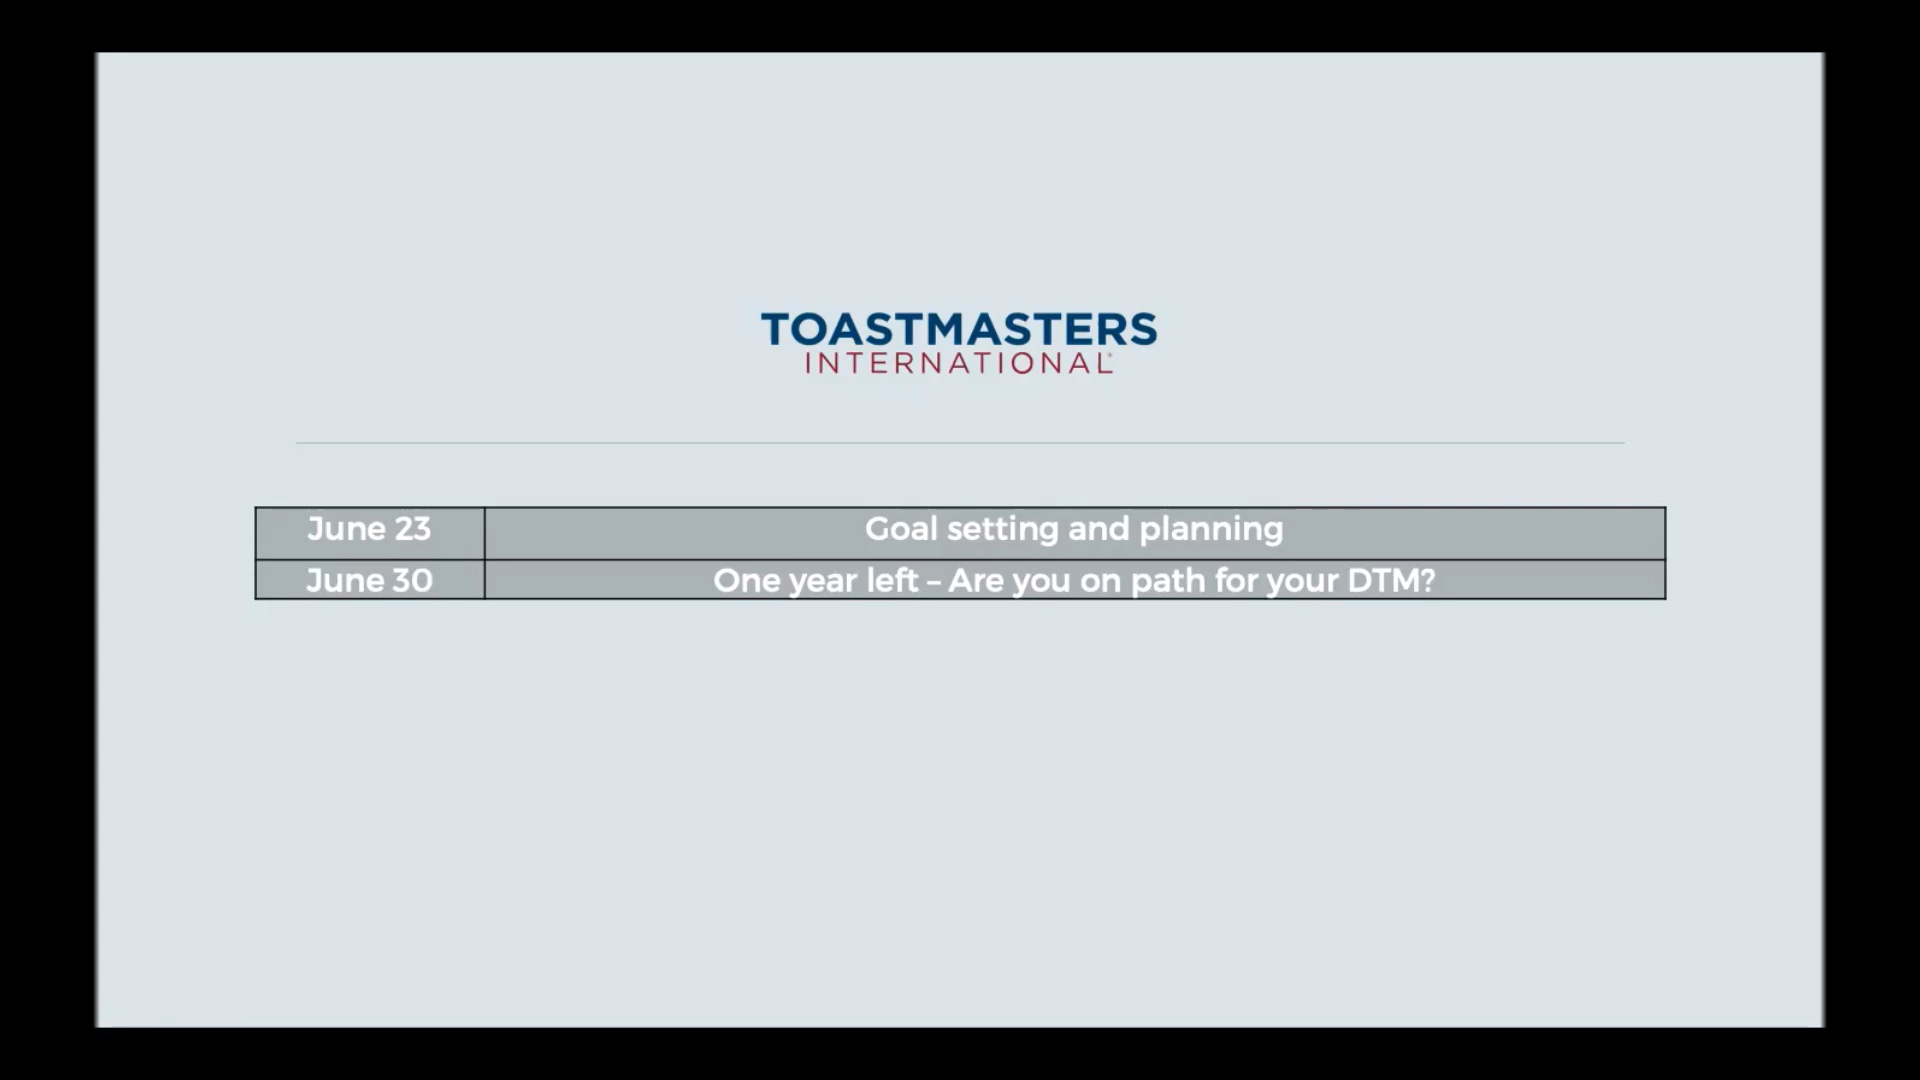 TOASTMASTERS
INTERNATIONAL
June 23 Goal setting and planning
June 30 One year left – Are you on path for your DTM?